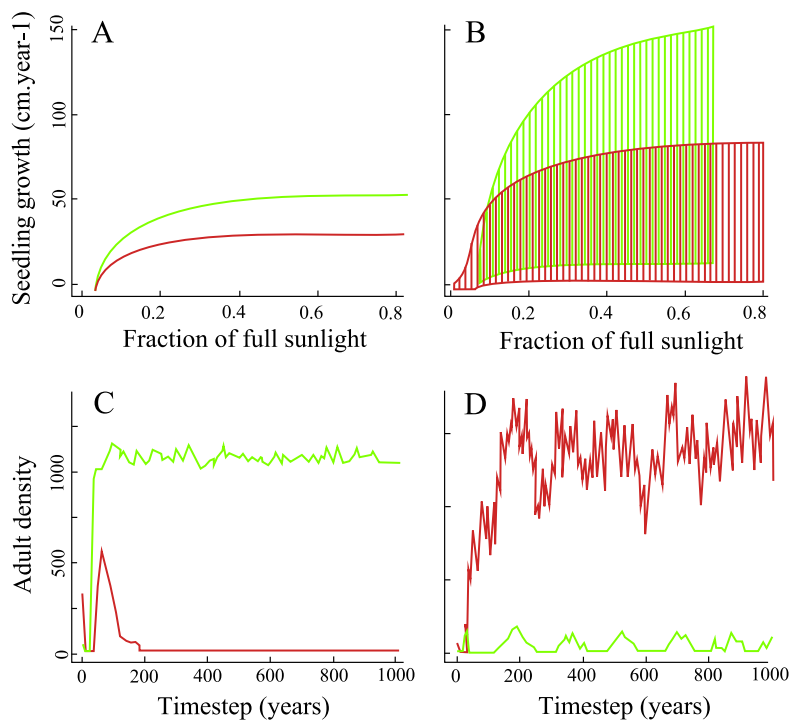 A
B
Seedling growth (cm.year-1)
150
100
50
0
0
0.2
0.4
0.6
0.8
0
0.2
0.4
0.6
0.8
Fraction of full sunlight
Fraction of full sunlight
C
D
Adult density
1000
500
0
0
200
400
600
800
1000
0
200
400
600
800
1000
Timestep (years)
Timestep (years)